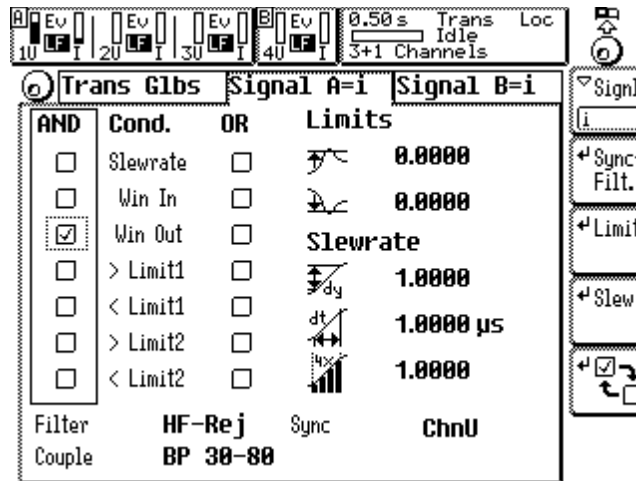 A Ev Ev Ev B Ev 0.50 s Trans Loc
LF LF LF LF Idle
1U I 2U I 3U I 4U I 3+1 Channels
Trans Glbs Signal A=i Signal B=i
AND Cond. OR Limits
Slewrate 0.0000
Win In 0.0000
Win Out Slewrate
> Limit1 dy 1.0000
< Limit1 dt 1.0000 µs
> Limit2 4x 1.0000
< Limit2
Filter HF-Rej Sync ChnU
Couple BP 30-80
Signl
i
Sync-
Filt.
Limit
Slew